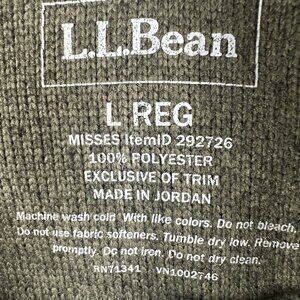 L.L.Bean
L REG
MISSES ItemID 292726
100% POLYESTER
EXCLUSIVE OF TRIM
MADE IN JORDAN
Machine wash cold With like colors. Do not bleach,
Do not use fabric softeners. Tumble dry low. Remove
promptly. Do not iron. Do not dry clean.
RN71341 VN1002746